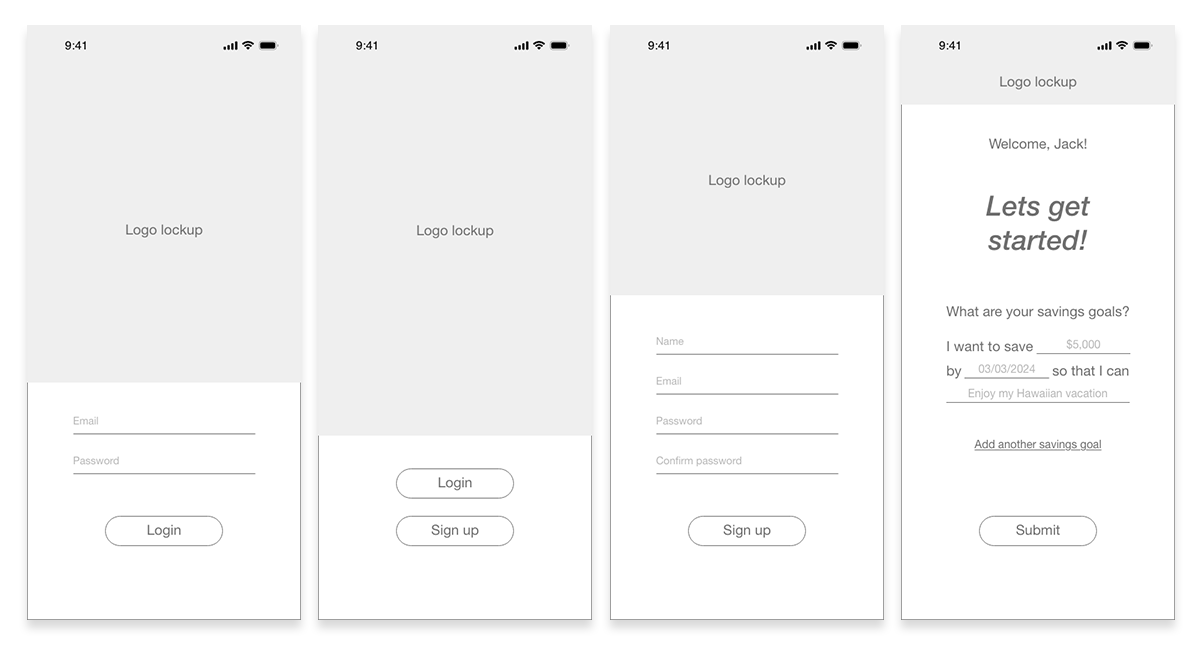 9:41
Logo lockup
Email
Password
Login
9:41
Logo lockup
Login
Sign up
9:41
Logo lockup
Name
Email
Password
Confirm password
Sign up
9:41
Logo lockup
Welcome, Jack!
Lets get
started!
What are your savings goals?
I want to save $5,000
by 03/03/2024 so that I can
Enjoy my Hawaiian vacation
Add another savings goal
Submit